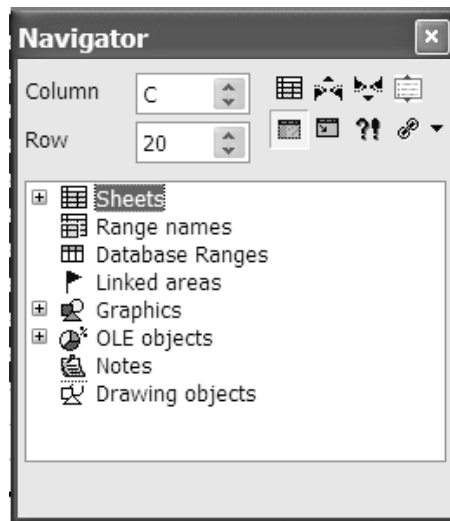 Navigator
Column C
Row 20
Sheets
Range names
Database Ranges
Linked areas
Graphics
OLE objects
Notes
Drawing objects